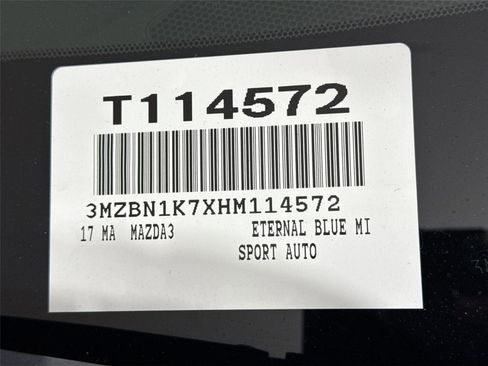 T114572
3MZBN1K7XHM114572
17 MA MAZDA3 ETERNAL BLUE MI
SPORT AUTO